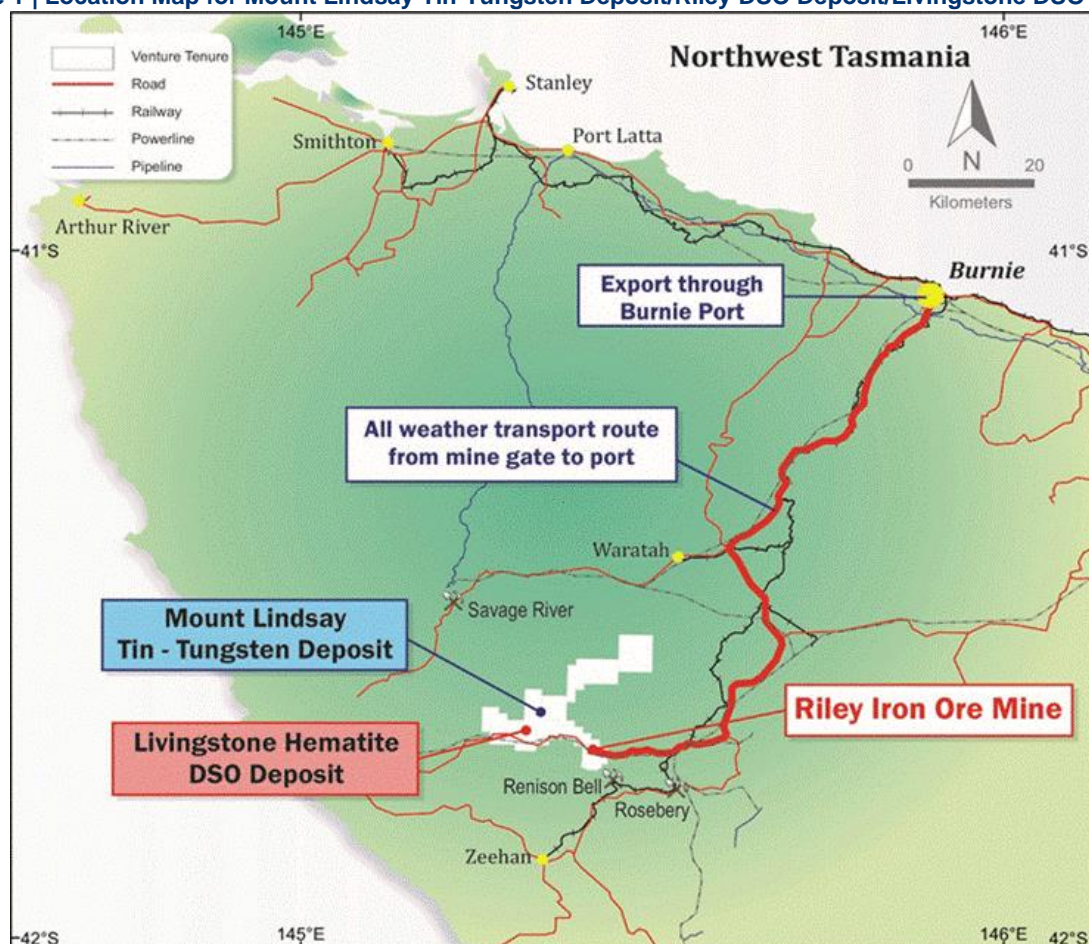 1 | Location Map for Mount Lindsay Tin-Tungsten Deposit/Riley DSO Deposit/Livingstone DSO
145°E
146°E
Venture Tenure
Road
Railway
Powerline
Pipeline
Northwest Tasmania
N
0 20
Kilometers
Stanley
Smithton
Port Latta
Arthur River
41°S
41°S
Burnie
Export through
Burnie Port
All weather transport route
from mine gate to port
Waratah
Savage River
Mount Lindsay
Tin - Tungsten Deposit
Riley Iron Ore Mine
Livingstone Hematite
DSO Deposit
Renison Bell
Rosebery
Zeehan
42°S
145°E
146°E
42°S